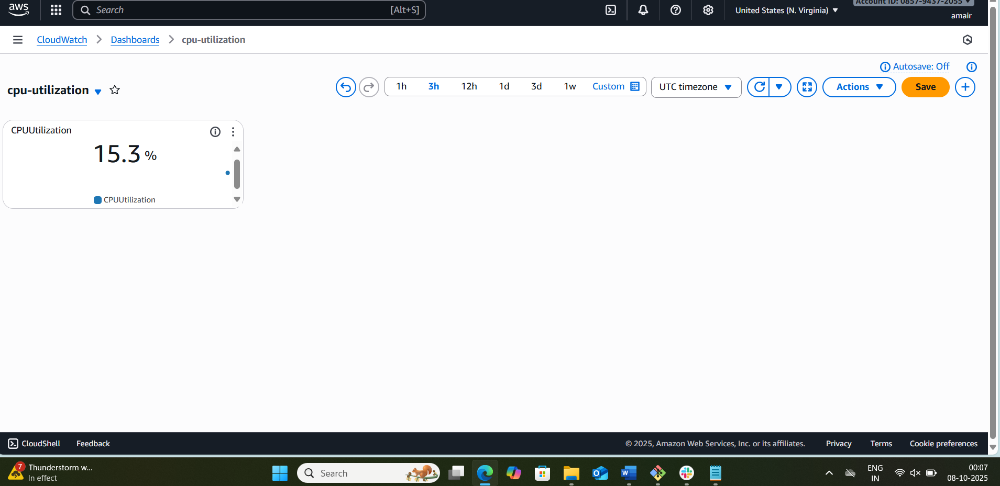 aws
Search [Alt+S]
United States (N. Virginia)
Account ID: 0857-9437-2055
amair
CloudWatch > Dashboards > cpu-utilization
Autosave: Off
cpu-utilization
1h 3h 12h 1d 3d 1w Custom
UTC timezone
Actions
Save
CPUUtilization
15.3 %
CPUUtilization
CloudShell Feedback
© 2025, Amazon Web Services, Inc. or its affiliates. Privacy Terms Cookie preferences
7
Thunderstorm w...
In effect
Search
ENG
IN
00:07
08-10-2025